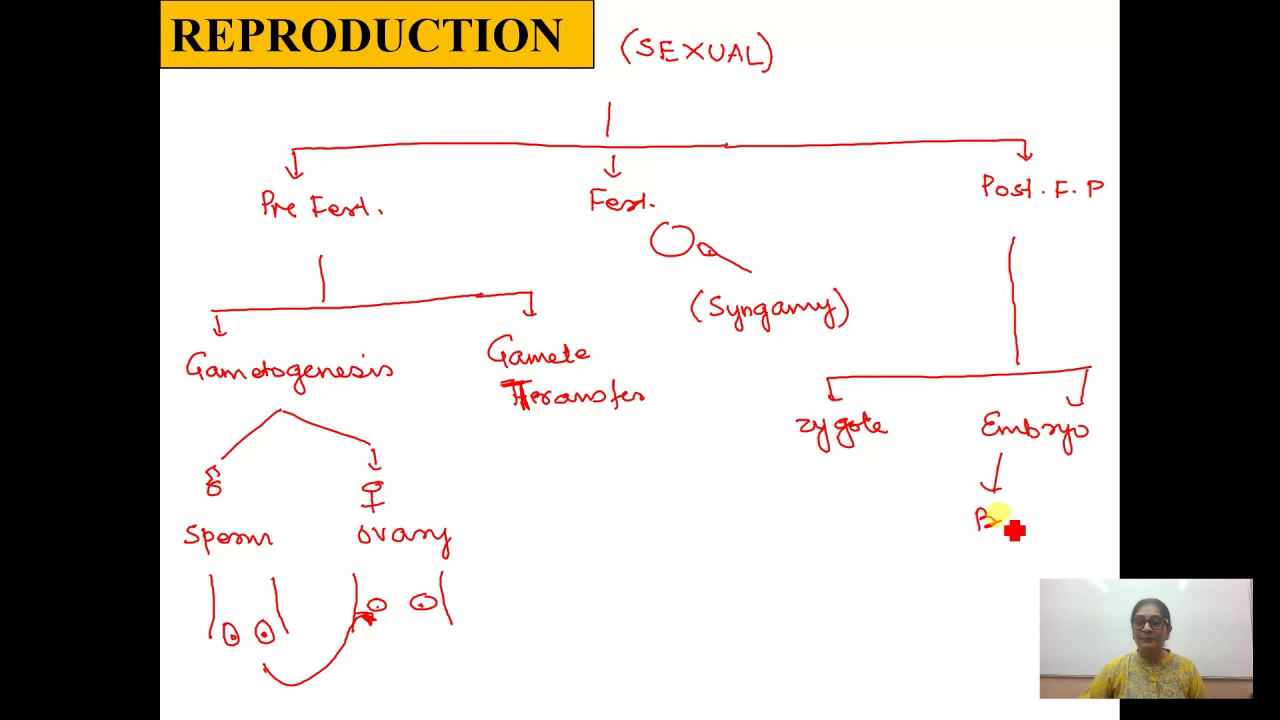 REPRODUCTION (SEXUAL)
Pre Fert. Fert. Post. F. P
(Syngamy)
Gametogenesis Gamete
Transfer
Zygote Embryo
♂ ♀
Sperm Ovary